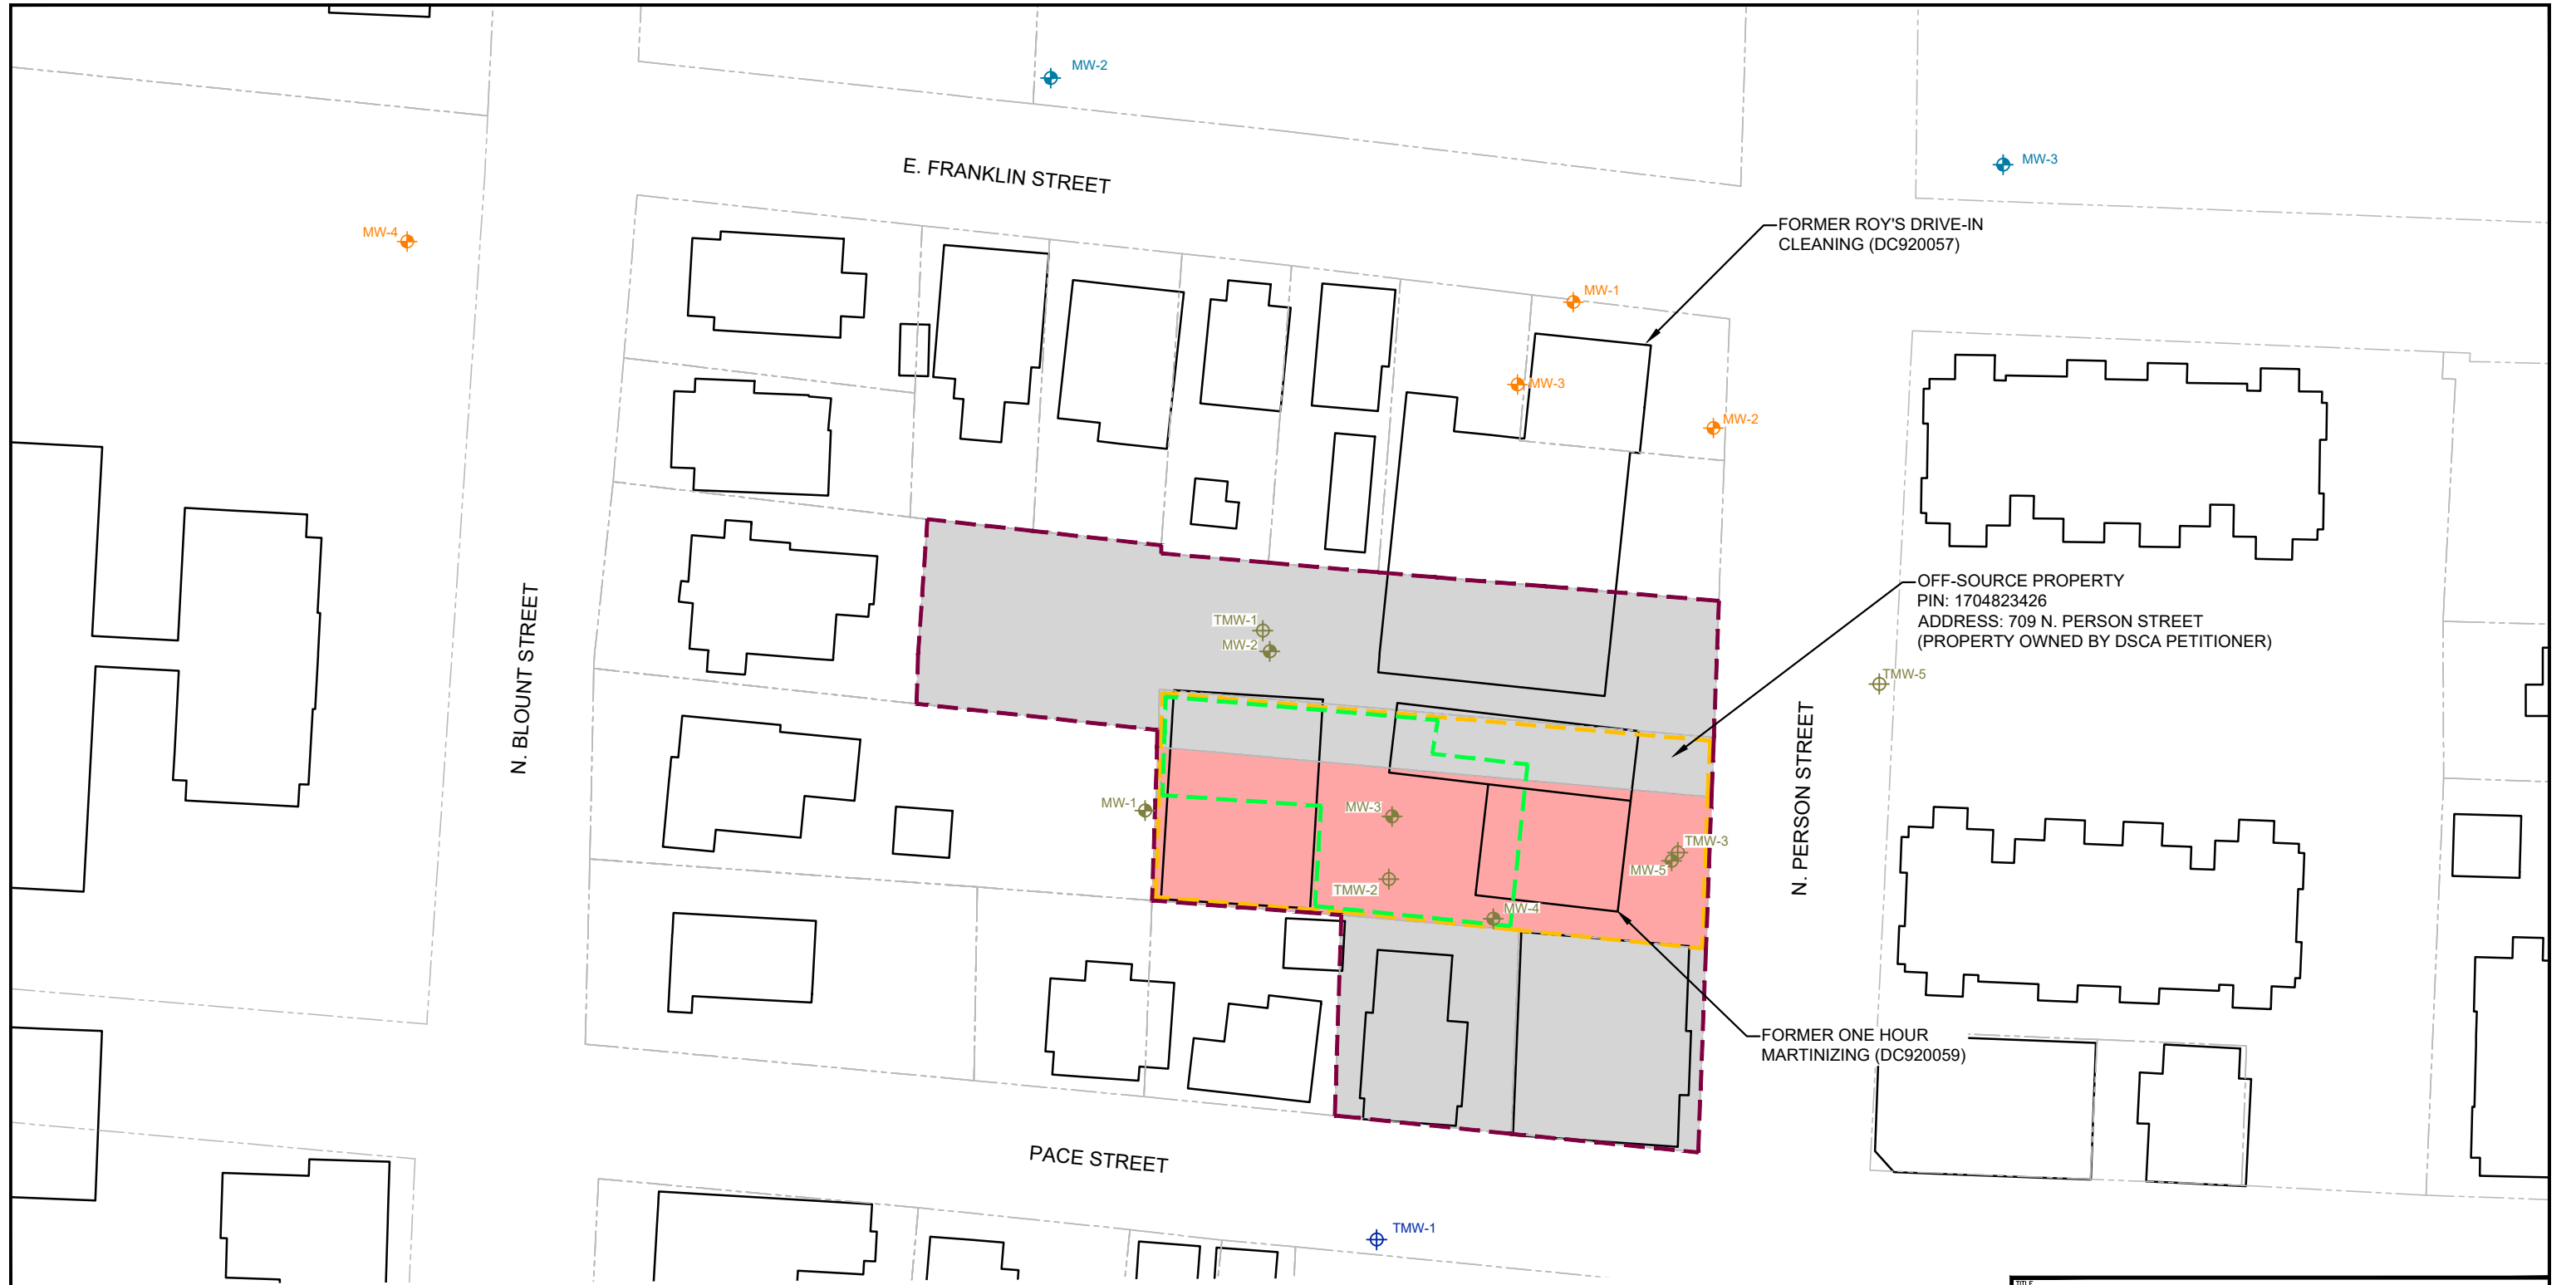 MW-2
MW-3
E. FRANKLIN STREET
MW-4
FORMER ROY'S DRIVE-IN
CLEANING (DC920057)
MW-1
MW-3
MW-2
OFF-SOURCE PROPERTY
PIN: 1704823426
ADDRESS: 709 N. PERSON STREET
(PROPERTY OWNED BY DSCA PETITIONER)
TMW-1
MW-2
TMW-5
N. BLOUNT STREET
N. PERSON STREET
MW-1
MW-3
TMW-3
MW-5
TMW-2
MW-4
FORMER ONE HOUR
MARTINIZING (DC920059)
PACE STREET
TMW-1
TITLE